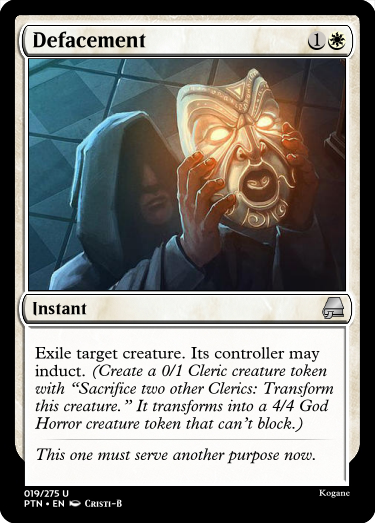 Defacement 1
Instant
Exile target creature. Its controller may
induct. (Create a 0/1 Cleric creature token
with “Sacrifice two other Clerics: Transform
this creature.” It transforms into a 4/4 God
Horror creature token that can’t block.)
This one must serve another purpose now.
019/275 U
Kogane
PTN • EN Cristi-B